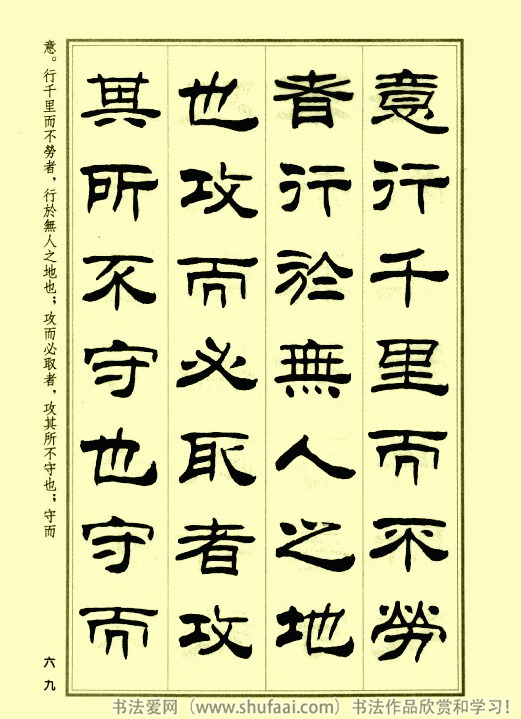 意行千里而不勞
者行於無人之地
也攻而必取者攻
其所不守也守而
意。行千里而不勞者，行於無人之地也；攻而必取者，攻其所不守也；守而
六九
书法爱网（www.shufaai.com）书法作品欣赏和学习！